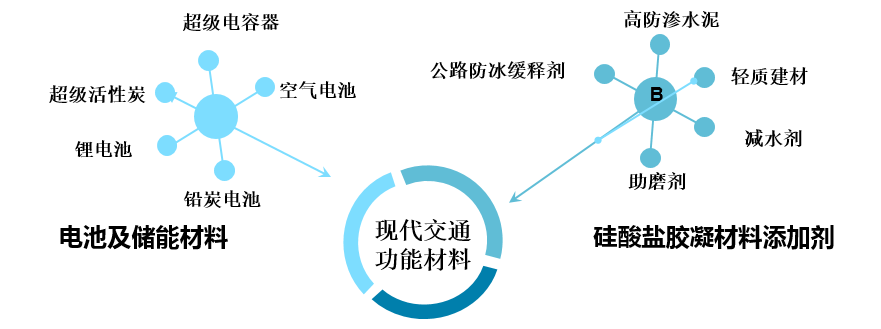 超级电容器
空气电池
超级活性炭
锂电池
铅炭电池
电池及储能材料
现代交通
功能材料
高防渗水泥
公路防冰缓释剂
轻质建材
B
减水剂
助磨剂
硅酸盐胶凝材料添加剂